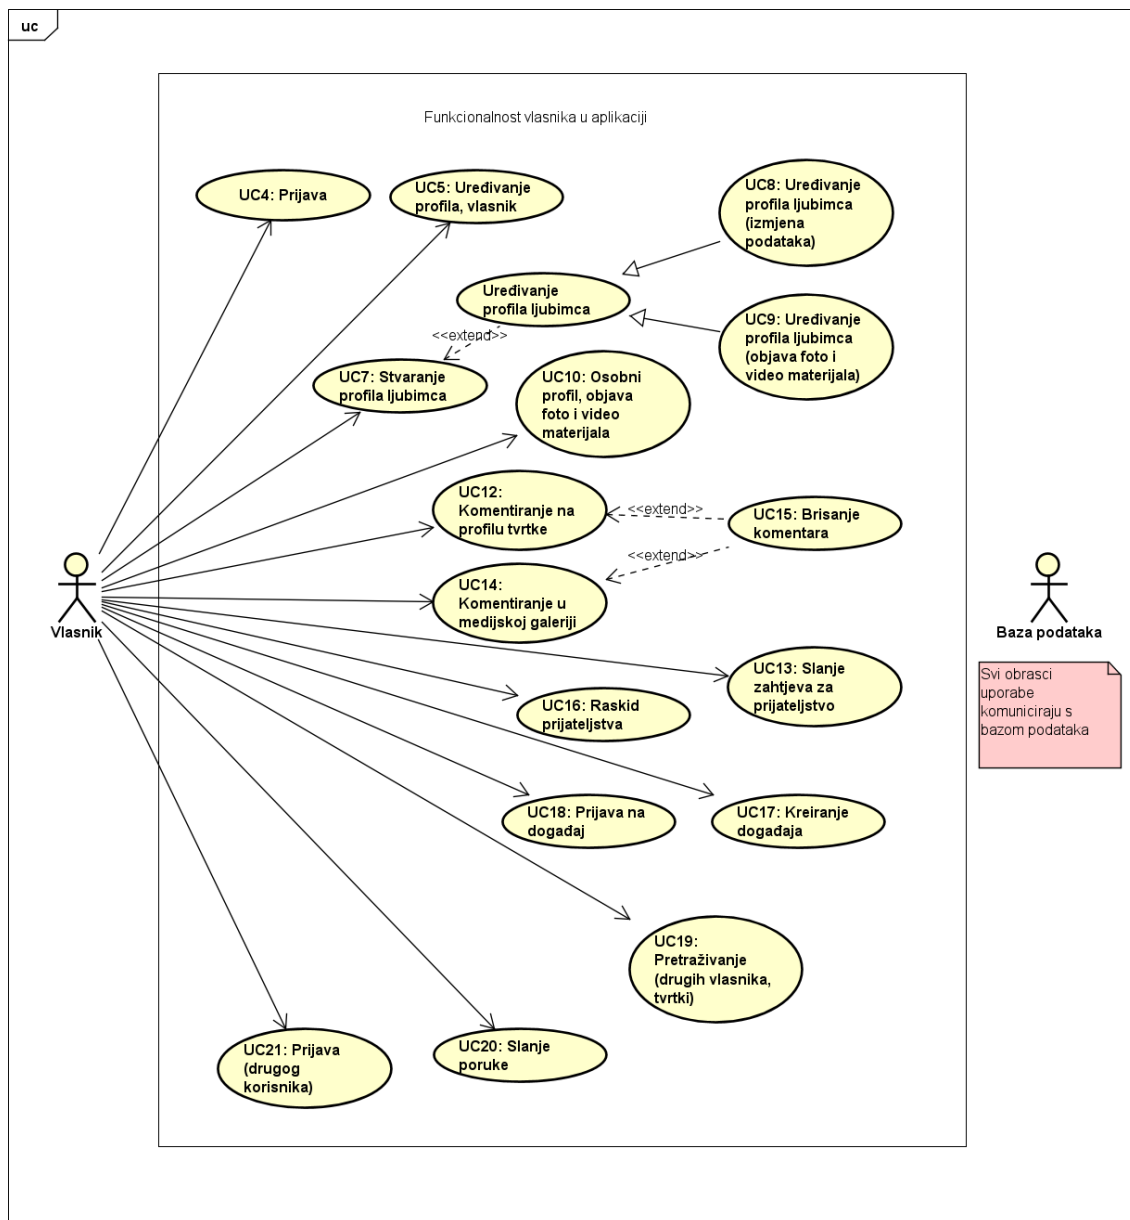 uc
Funkcionalnost vlasnika u aplikaciji
UC4: Prijava
UC5: Uređivanje
profila, vlasnik
UC8: Uređivanje
profila ljubimca
(izmjena
podataka)
Uređivanje
profila ljubimca
UC9: Uređivanje
profila ljubimca
(objava foto i
video materijala)
<<extend>>
UC7: Stvaranje
profila ljubimca
UC10: Osobni
profil, objava
foto i video
materijala
UC12:
Komentiranje na
profilu tvrtke
<<extend>>
UC15: Brisanje
komentara
<<extend>>
UC14:
Komentiranje u
medijskoj galeriji
Vlasnik
Baza podataka
Svi obrasci
uporabe
komuniciraju s
bazom podataka
UC13: Slanje
zahtjeva za
prijateljstvo
UC16: Raskid
prijateljstva
UC18: Prijava na
događaj
UC17: Kreiranje
događaja
UC19:
Pretraživanje
(drugih vlasnika,
tvrtki)
UC21: Prijava
(drugog
korisnika)
UC20: Slanje
poruke